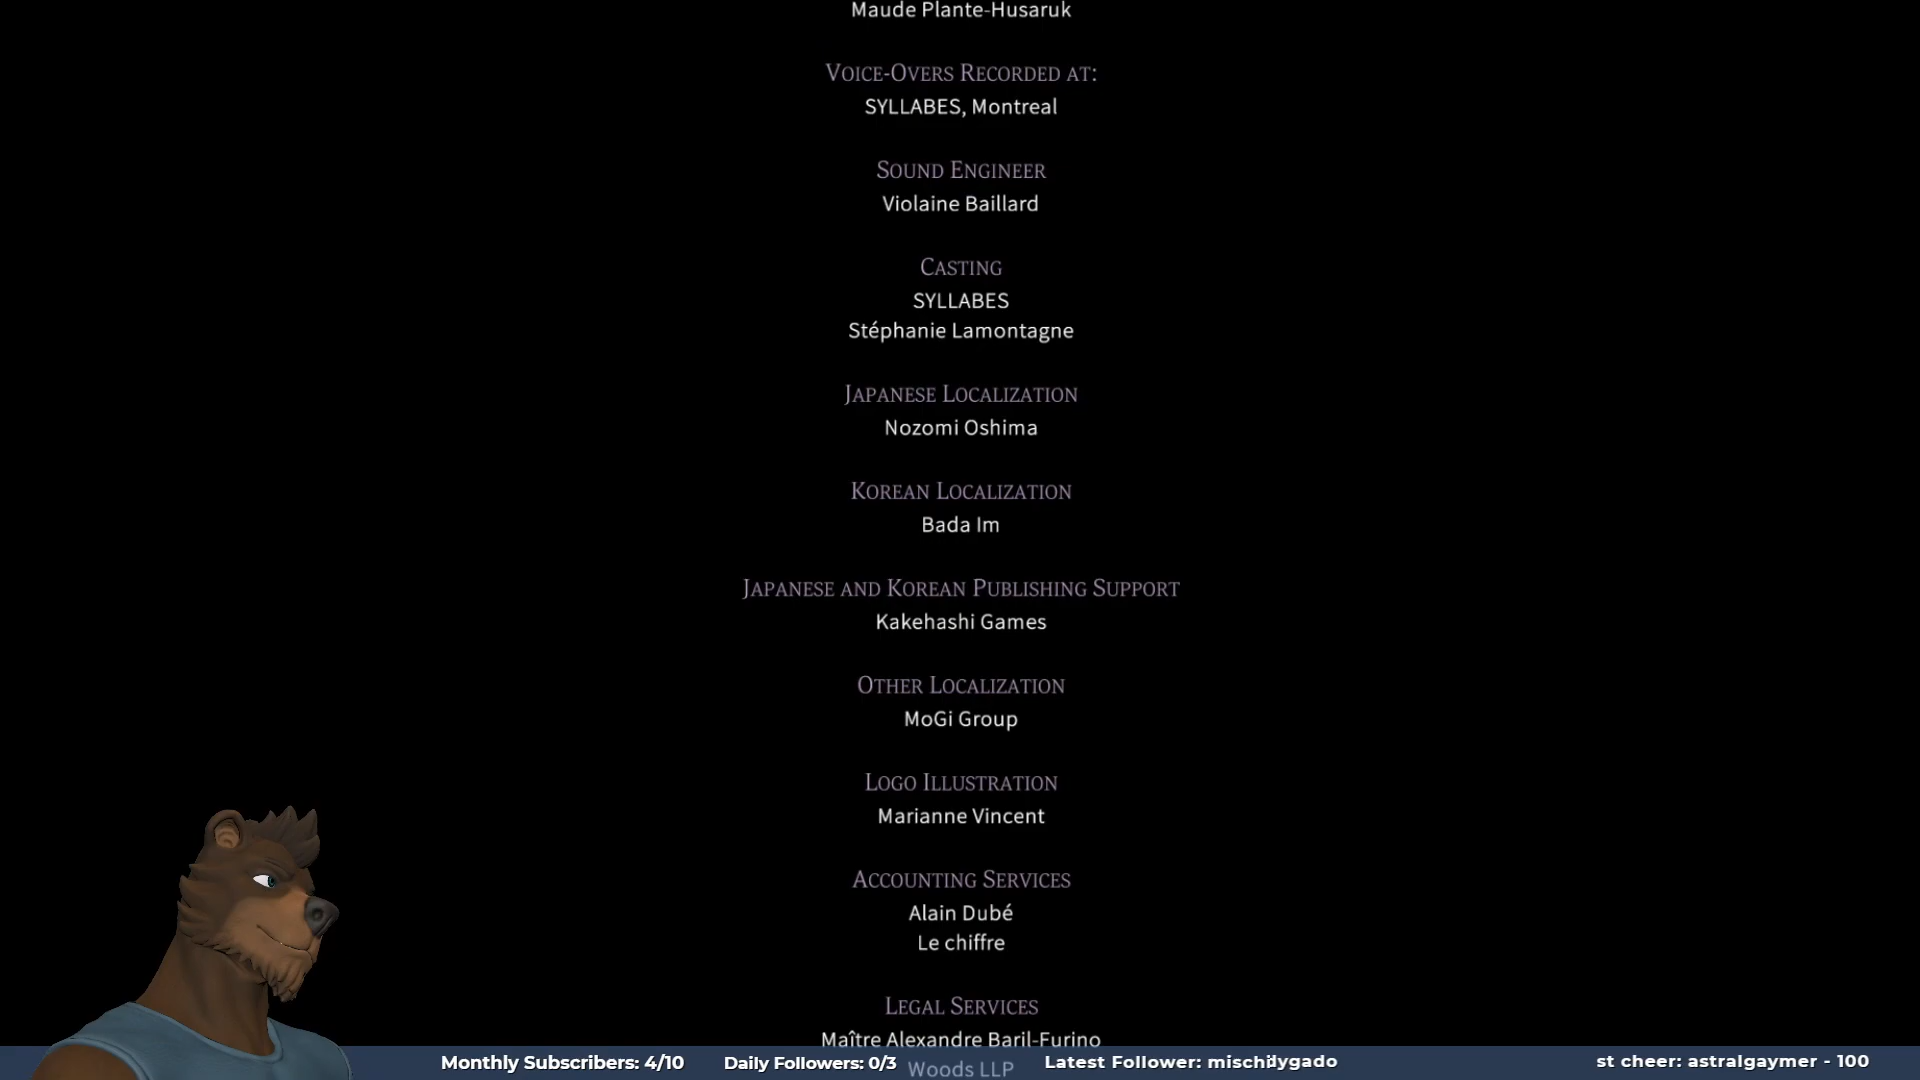 Maude Plante-Husaruk
Voice-Overs Recorded at:
SYLLABES, Montreal
Sound Engineer
Violaine Baillard
Casting
SYLLABES
Stéphanie Lamontagne
Japanese Localization
Nozomi Oshima
Korean Localization
Bada Im
Japanese and Korean Publishing Support
Kakehashi Games
Other Localization
MoGi Group
Logo Illustration
Marianne Vincent
Accounting Services
Alain Dubé
Le chiffre
Legal Services
Maître Alexandre Baril-Furino
Woods LLP
Monthly Subscribers: 4/10 Daily Followers: 0/3 Latest Follower: st cheer: astralgaymer - 100